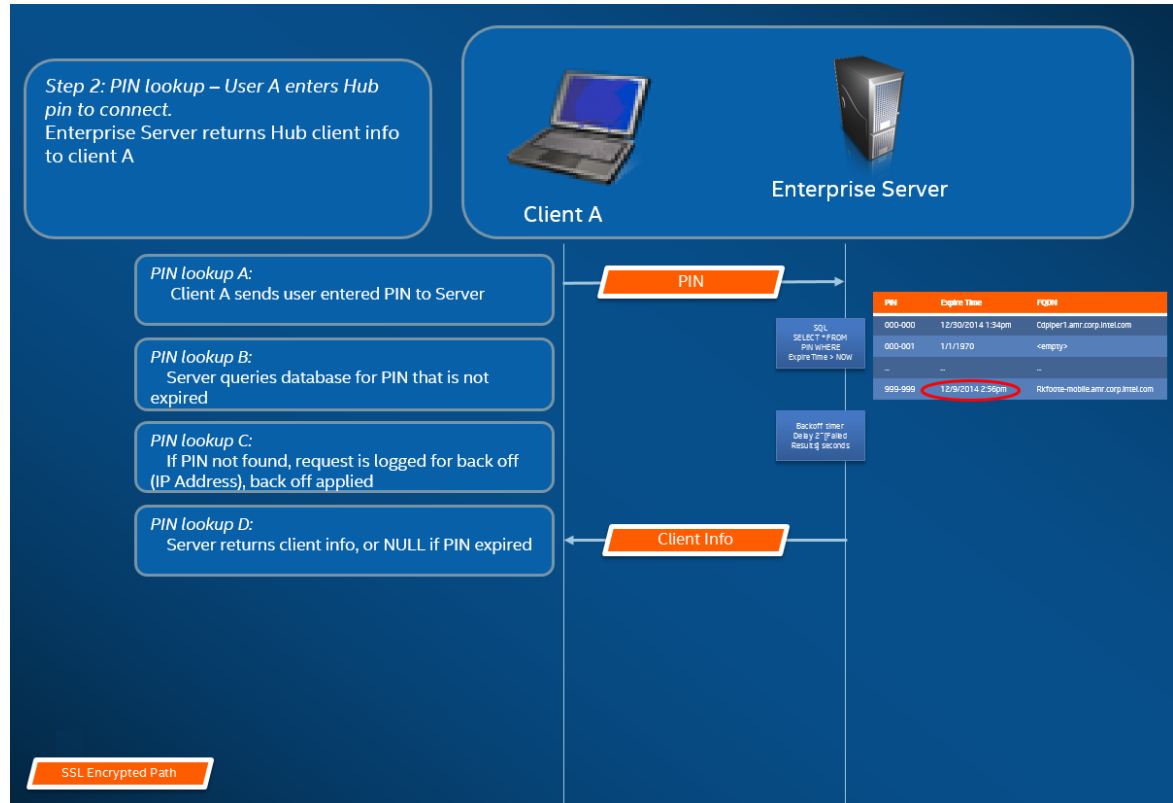 Step 2: PIN lookup – User A enters Hub
pin to connect.
Enterprise Server returns Hub client info
to client A
Client A
Enterprise Server
PIN lookup A:
Client A sends user entered PIN to Server
PIN
PIN lookup B:
Server queries database for PIN that is not
expired
SQL
SELECT * FROM
PIN WHERE
Expire Time > NOW
PIN Expire Time FQDN
000-000 12/30/2014 1:34pm Cdpiper1.amr.corp.intel.com
000-001 1/1/1970 <empty>
... ... ...
999-999 12/9/2014 2:56pm Rkfoote-mobile.amr.corp.intel.com
PIN lookup C:
If PIN not found, request is logged for back off
(IP Address), back off applied
Backoff timer
Delay 2^[Failed
Results] seconds
PIN lookup D:
Server returns client info, or NULL if PIN expired
Client Info
SSL Encrypted Path